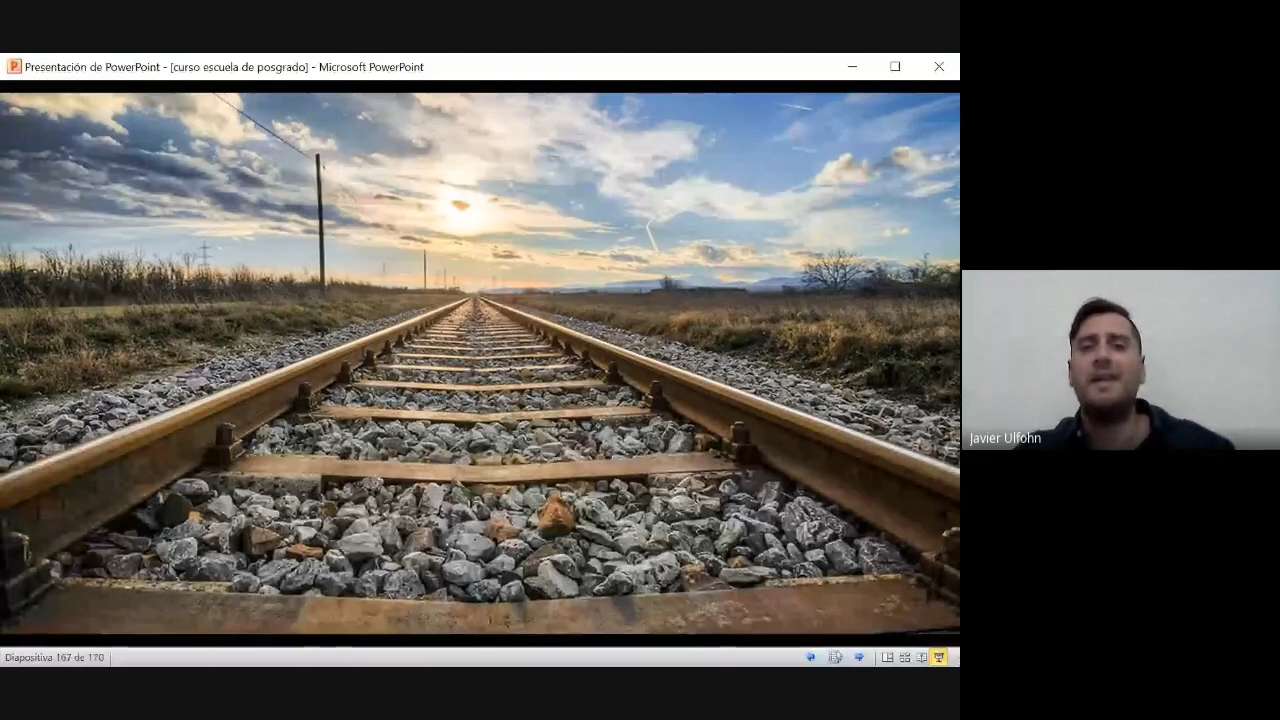 Presentación de PowerPoint - [curso escuela de posgrado] - Microsoft PowerPoint
Javier Ulfohn
Diapositiva 167 de 170